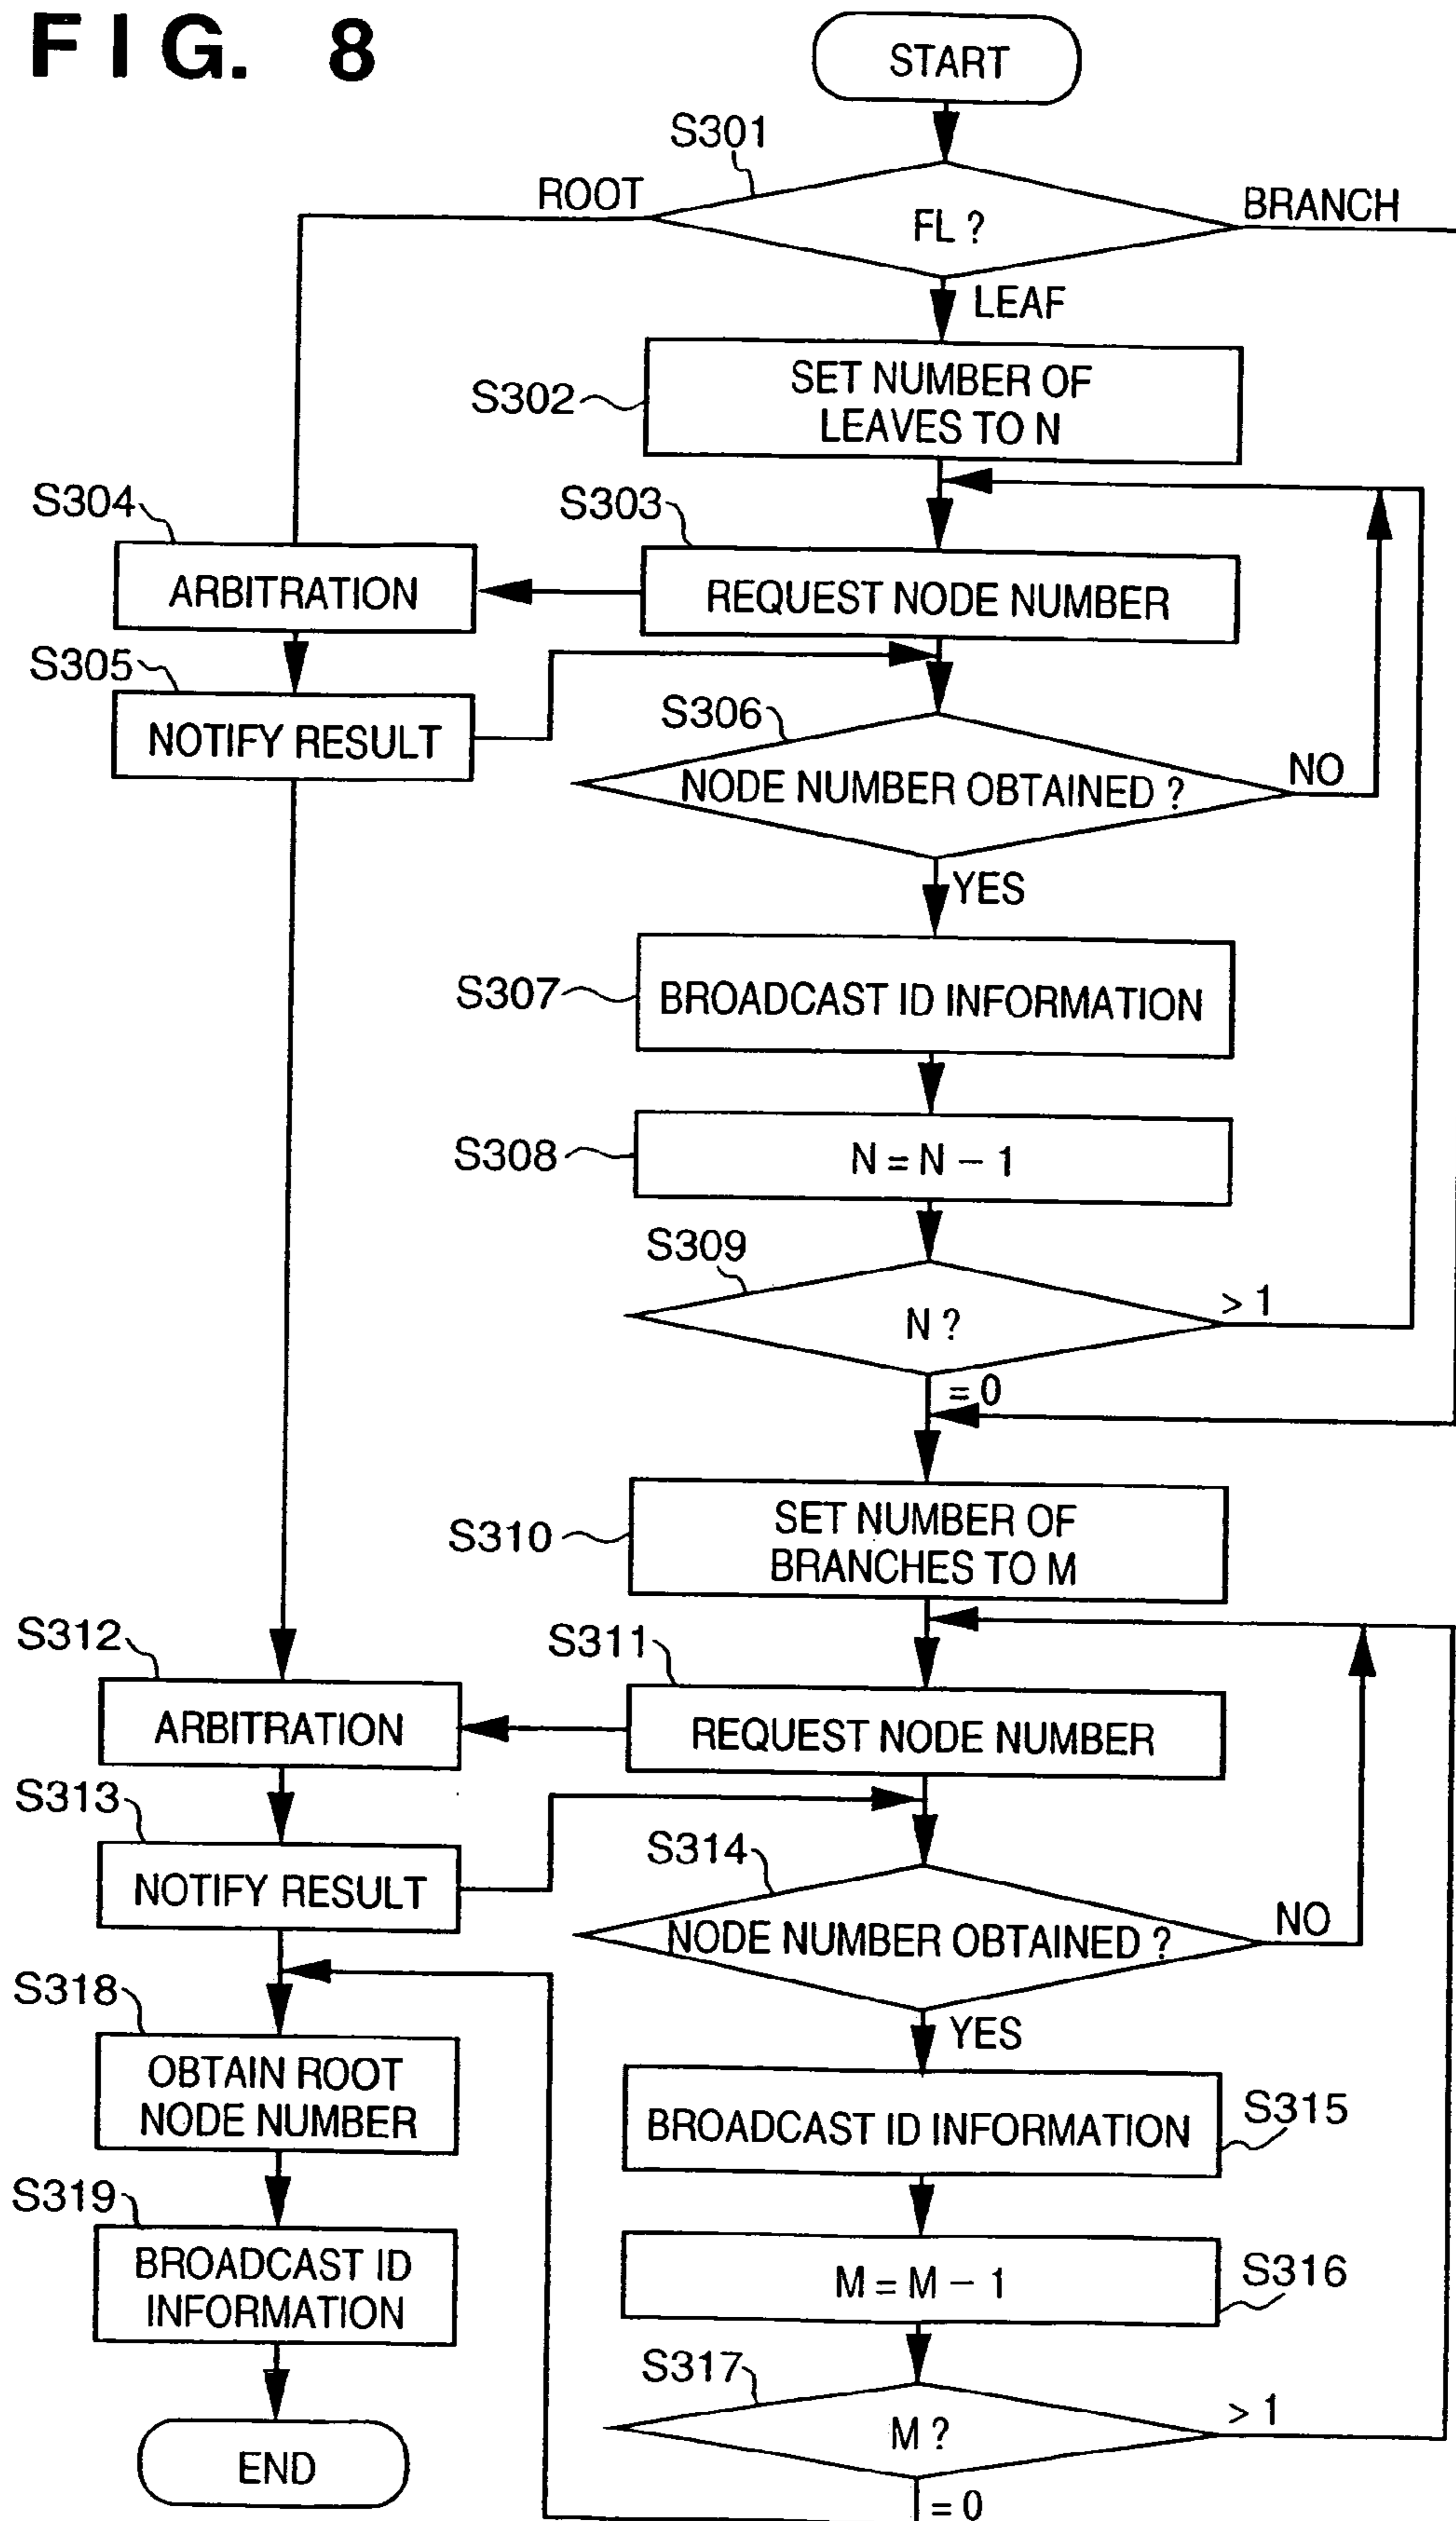 FIG. 8
START
S301
ROOT
FL ?
BRANCH
LEAF
S302
SET NUMBER OF
LEAVES TO N
S304
S303
ARBITRATION
REQUEST NODE NUMBER
S305
NOTIFY RESULT
S306
NODE NUMBER OBTAINED ?
NO
YES
S307
BROADCAST ID INFORMATION
S308
N = N − 1
S309
N ?
> 1
= 0
S310
SET NUMBER OF
BRANCHES TO M
S312
S311
ARBITRATION
REQUEST NODE NUMBER
S313
NOTIFY RESULT
S314
NODE NUMBER OBTAINED ?
NO
YES
S318
OBTAIN ROOT
NODE NUMBER
BROADCAST ID INFORMATION
S315
S319
BROADCAST ID
INFORMATION
M = M − 1
S316
S317
M ?
> 1
END
= 0